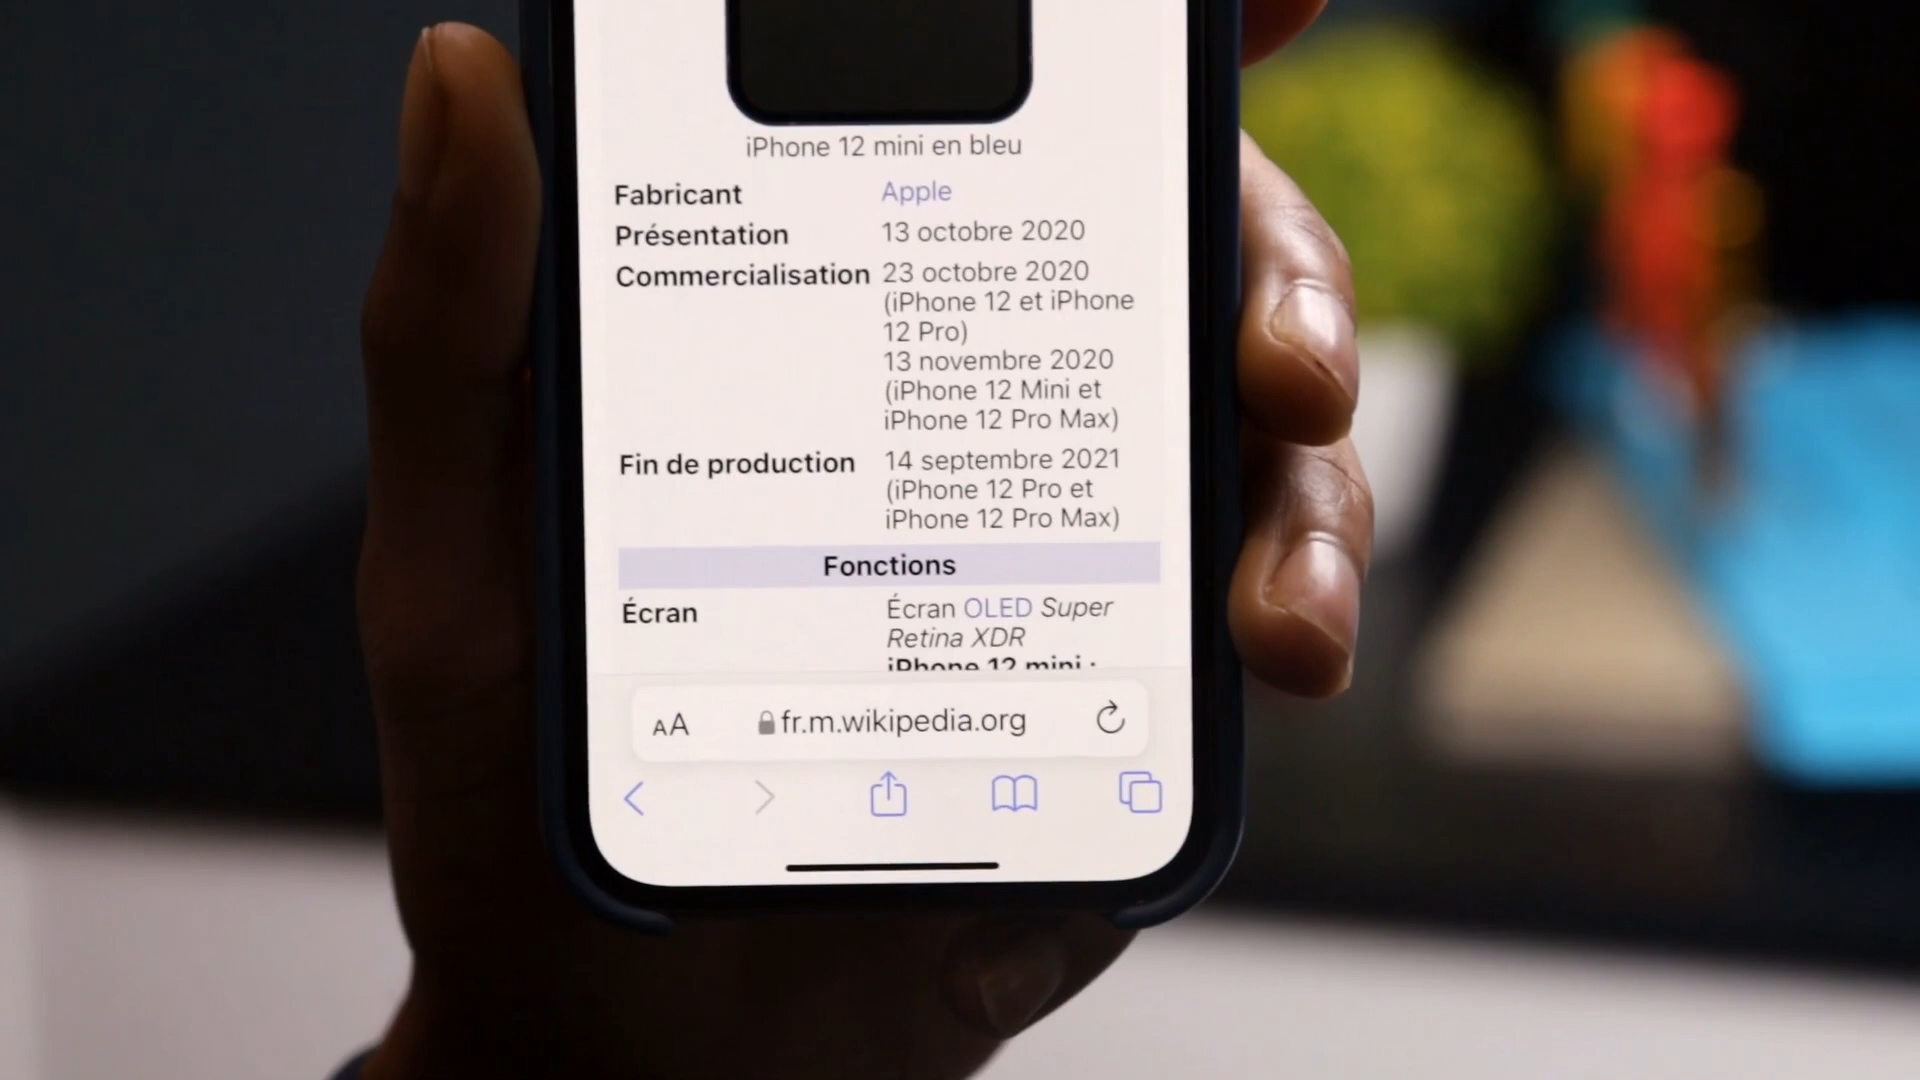 iPhone 12 mini en bleu
Fabricant Apple
Présentation 13 octobre 2020
Commercialisation 23 octobre 2020
(iPhone 12 et iPhone
12 Pro)
13 novembre 2020
(iPhone 12 Mini et
iPhone 12 Pro Max)
Fin de production 14 septembre 2021
(iPhone 12 Pro et
iPhone 12 Pro Max)
Fonctions
Écran Écran OLED Super
Retina XDR
iPhone 12 mini :
AA fr.m.wikipedia.org